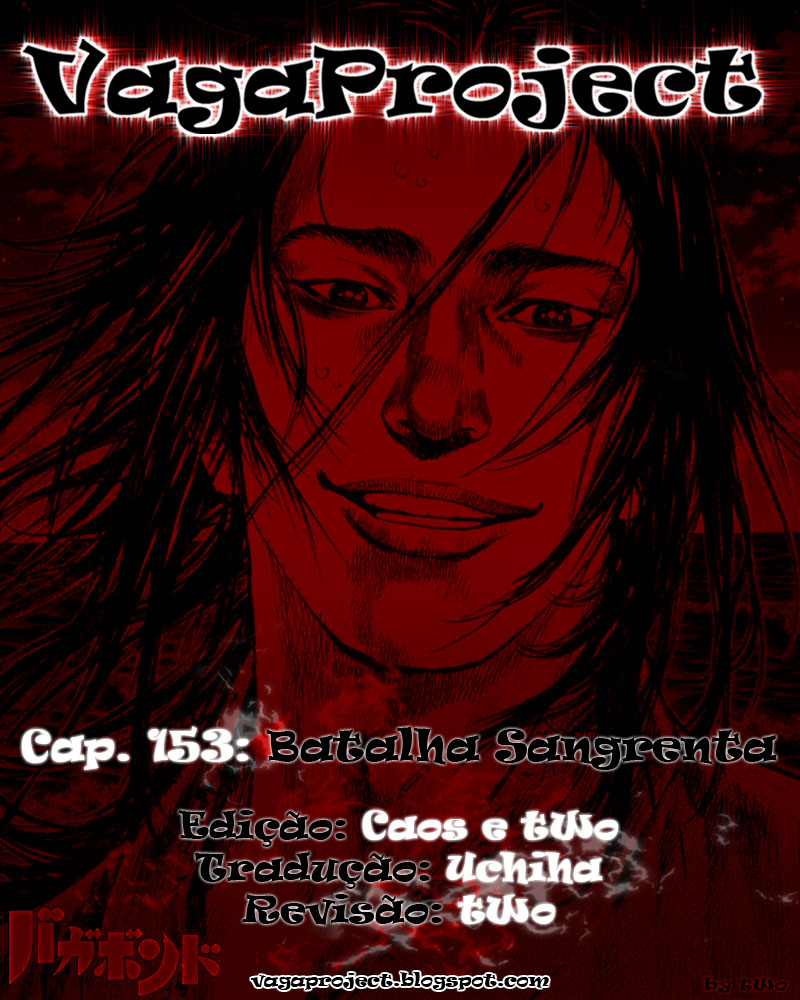 VagaProject
Cap. 153: Batalha Sangrenta
Edição: Caos e tWo
Tradução: Uchiha
Revisão: tWo
バガボンド
vagaproject.blogspot.com
by tWo